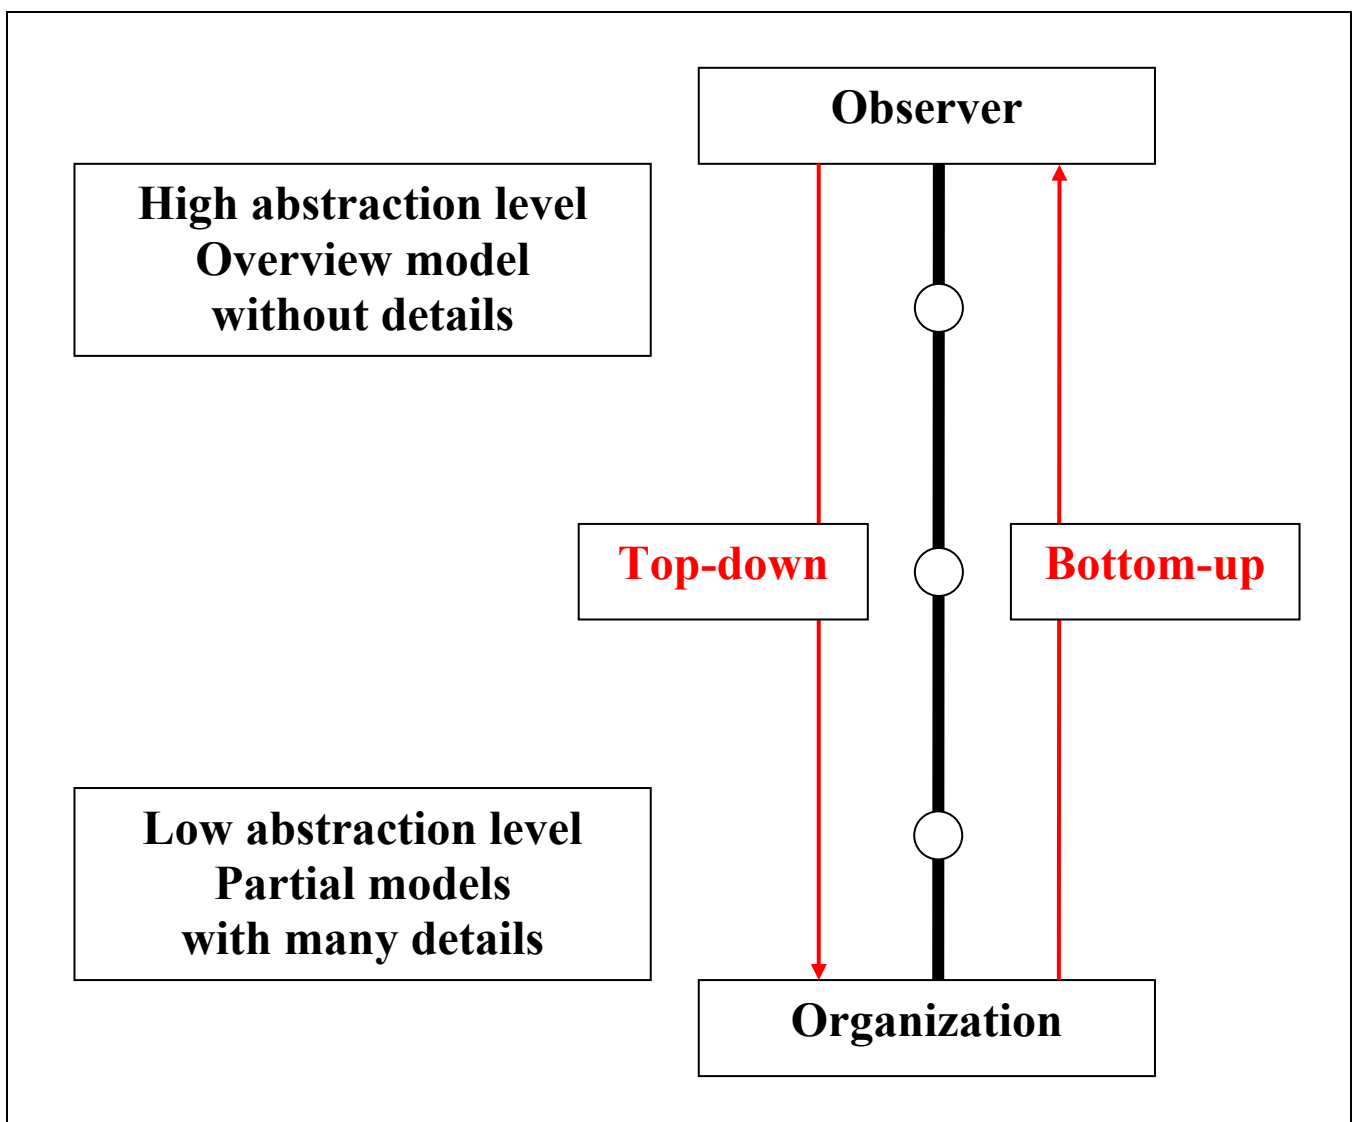 Observer
High abstraction level
Overview model
without details
Top-down
Bottom-up
Low abstraction level
Partial models
with many details
Organization